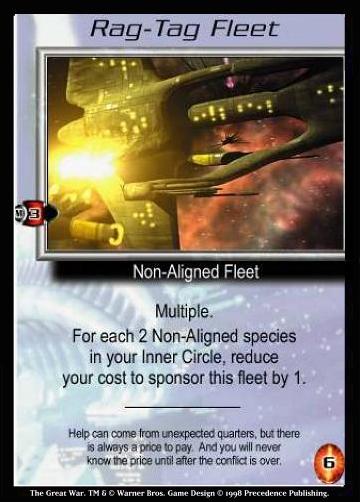 Rag-Tag Fleet
M 3
Non-Aligned Fleet
Multiple.
For each 2 Non-Aligned species
in your Inner Circle, reduce
your cost to sponsor this fleet by 1.
Help can come from unexpected quarters, but there
is always a price to pay. And you will never
know the price until after the conflict is over.
6
The Great War. TM & © Warner Bros. Game Design © 1998 Precedence Publishing.